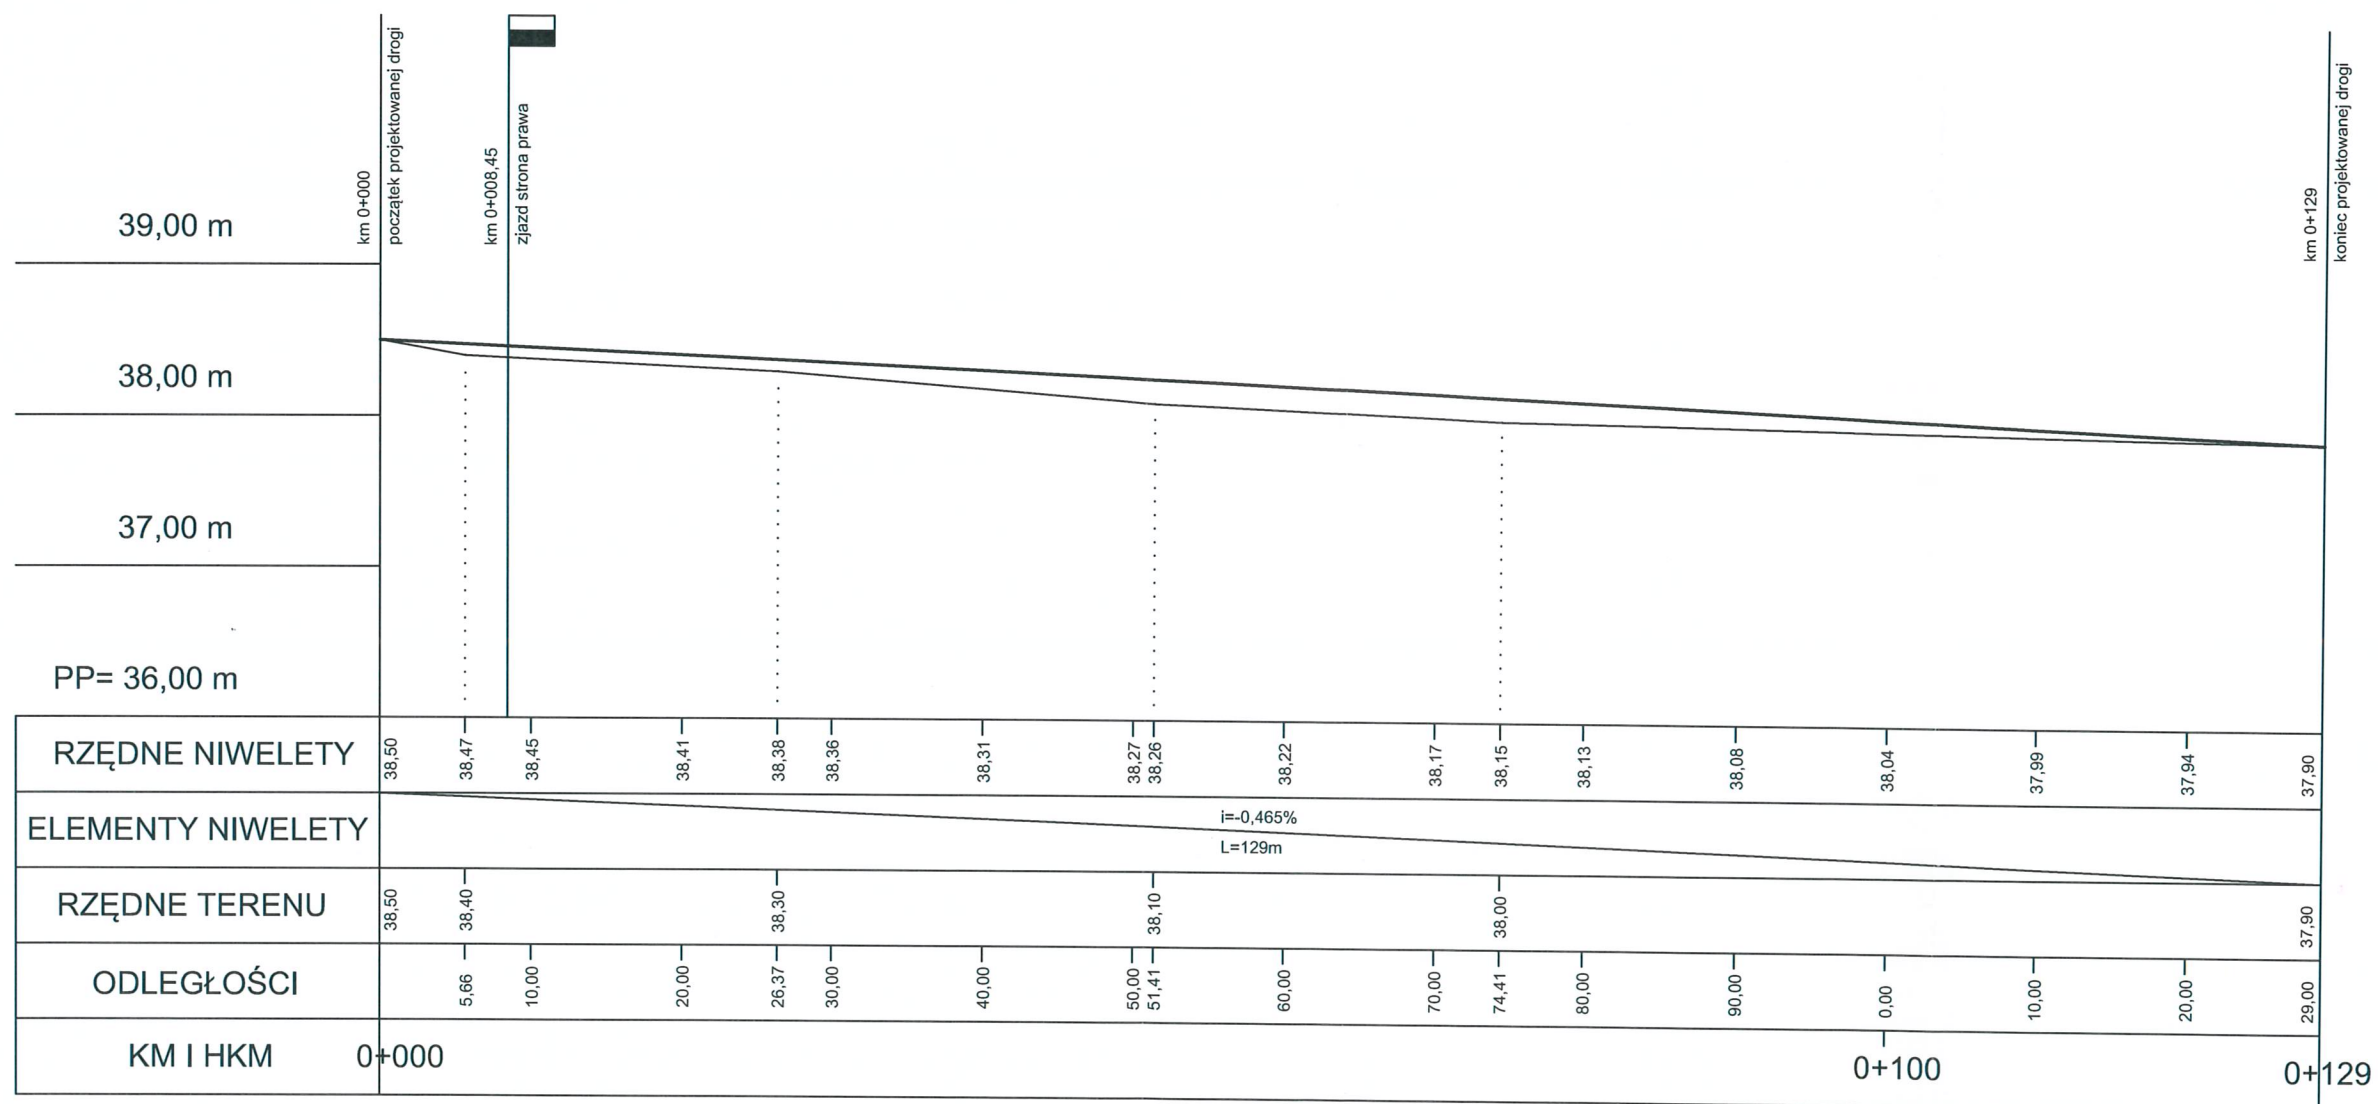 km 0+000
początek projektowanej drogi
km 0+008,45
zjazd strona prawa
km 0+129
koniec projektowanej drogi
39,00 m
38,00 m
37,00 m
PP= 36,00 m
RZĘDNE NIWELETY
38,50 38,47 38,45 38,41 38,38 38,36 38,31 38,27 38,26 38,22 38,17 38,15 38,13 38,08 38,04 37,99 37,94 37,90
ELEMENTY NIWELETY
i=-0,465%
L=129m
RZĘDNE TERENU
38,50 38,40 38,30 38,10 38,00 37,90
ODLEGŁOŚCI
5,66 10,00 20,00 26,37 30,00 40,00 50,00 51,41 60,00 70,00 74,41 80,00 90,00 0,00 10,00 20,00 29,00
KM I HKM
0+000 0+100 0+129